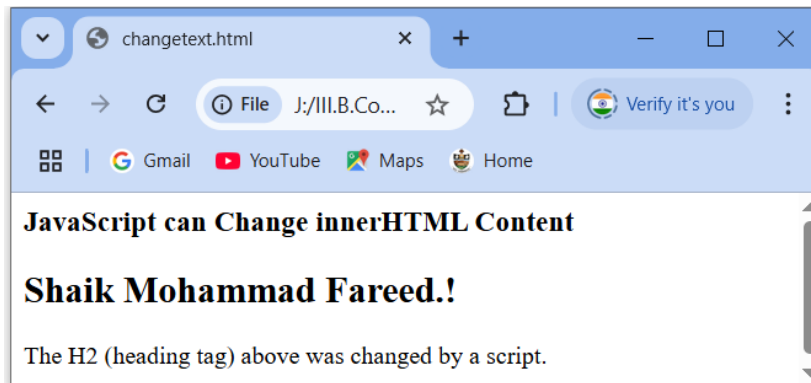 changetext.html
File J:/III.B.Co... Verify it's you
Gmail YouTube Maps Home
JavaScript can Change innerHTML Content
Shaik Mohammad Fareed.!
The H2 (heading tag) above was changed by a script.